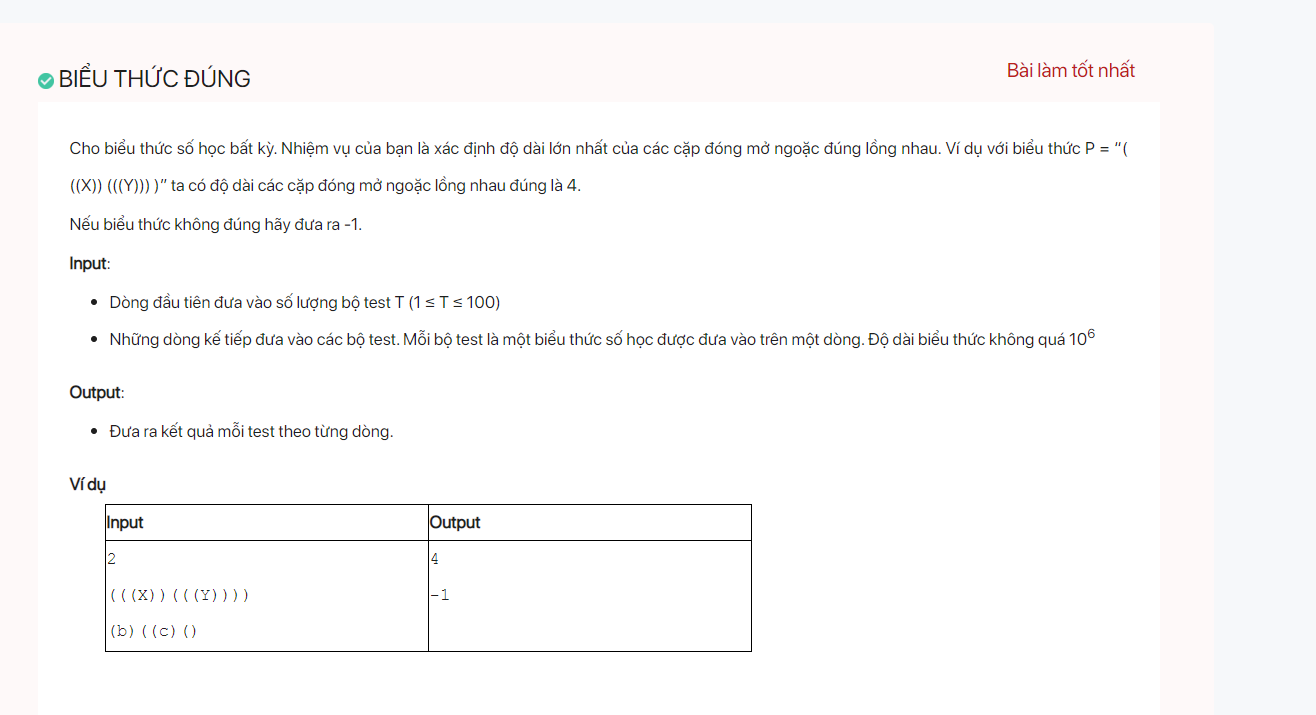 BIỂU THỨC ĐÚNG
Bài làm tốt nhất
Cho biểu thức số học bất kỳ. Nhiệm vụ của bạn là xác định độ dài lớn nhất của các cặp đóng mở ngoặc đúng lồng nhau. Ví dụ với biểu thức P = "(
((X)) (((Y))) )" ta có độ dài các cặp đóng mở ngoặc lồng nhau đúng là 4.
Nếu biểu thức không đúng hãy đưa ra -1.
Input:
• Dòng đầu tiên đưa vào số lượng bộ test T (1 ≤ T ≤ 100)
• Những dòng kế tiếp đưa vào các bộ test. Mỗi bộ test là một biểu thức số học được đưa vào trên một dòng. Độ dài biểu thức không quá 10⁶
Output:
• Đưa ra kết quả mỗi test theo từng dòng.
Ví dụ
Input Output
2 4
(((X))(((Y)))) -1
(b)((c)()